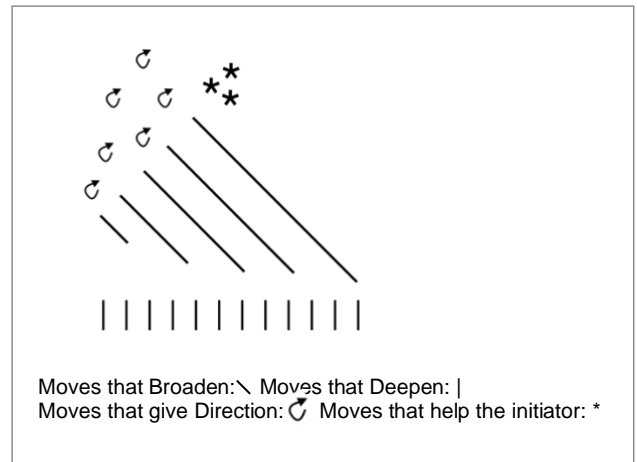 Moves that Broaden:\ Moves that Deepen: |
Moves that give Direction: Moves that help the initiator: *